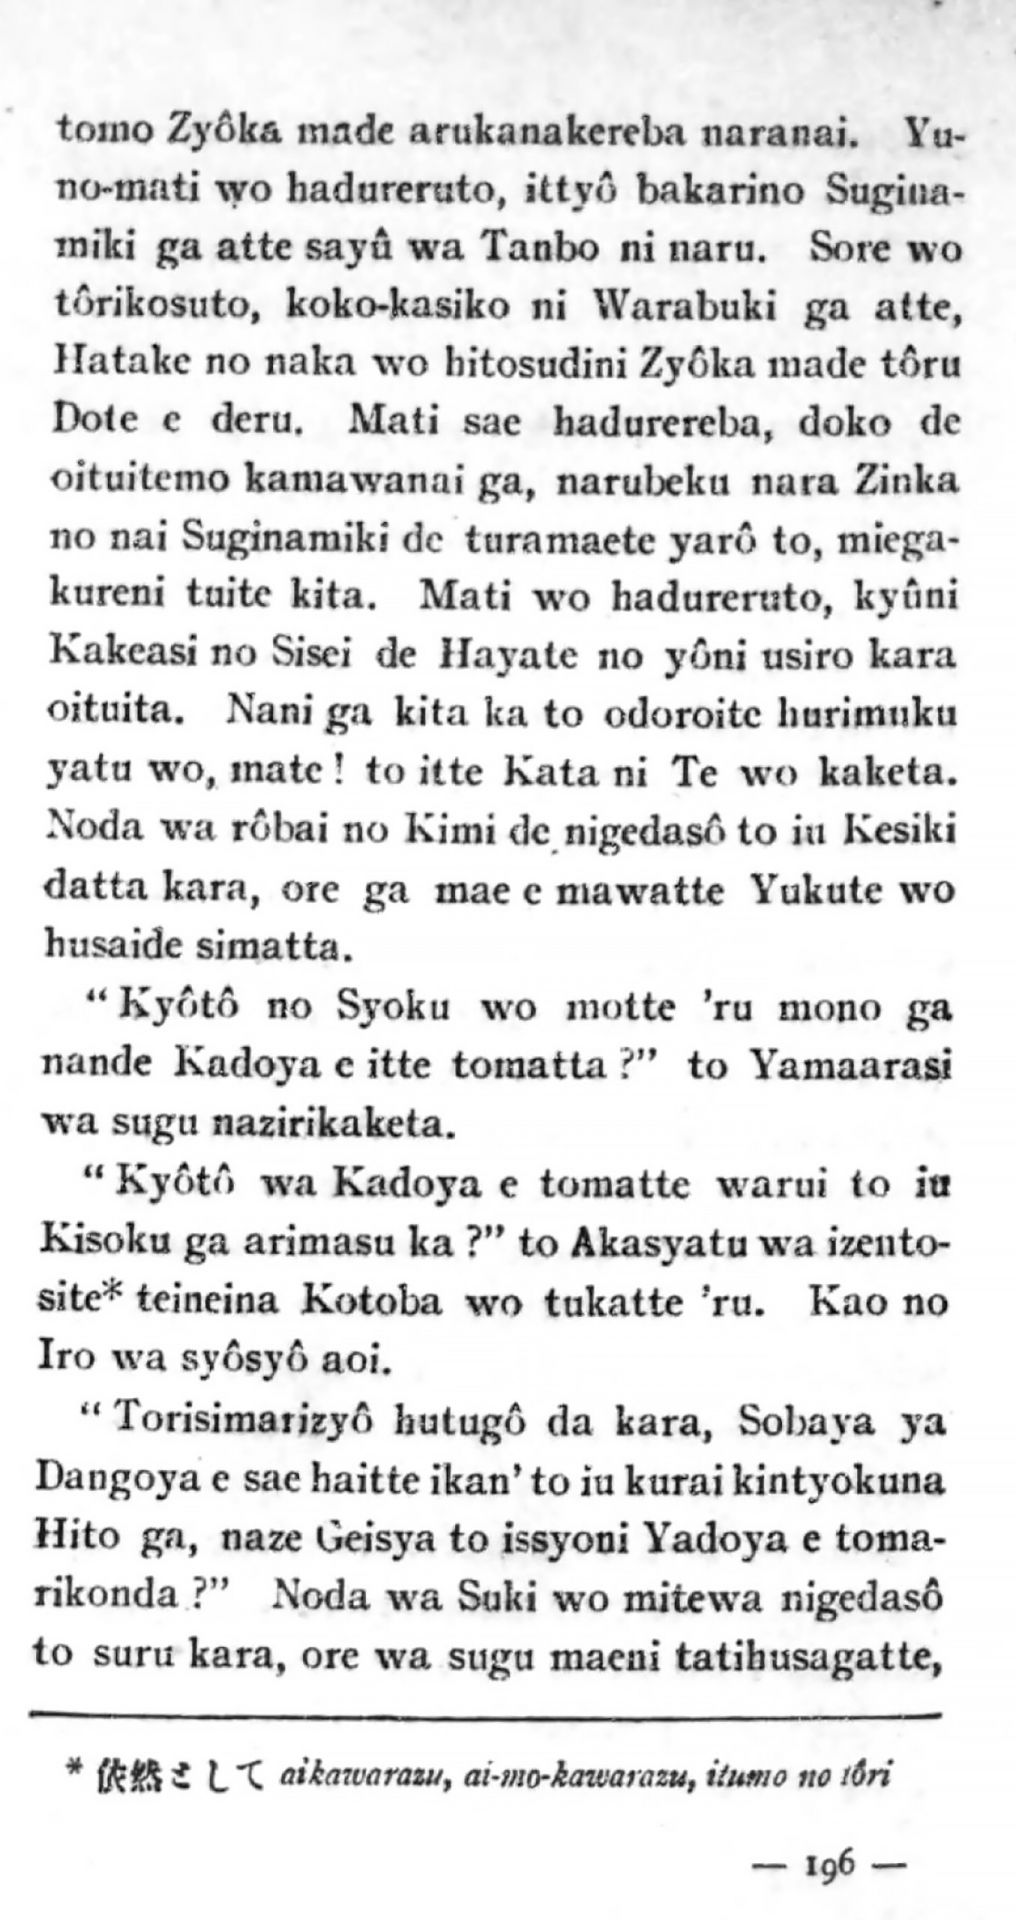 tomo Zyôka made arukanakereba naranai. Yu-
no-mati wo hadureruto, ittyô bakarino Sugina-
miki ga atte sayû wa Tanbo ni naru. Sore wo
tôrikosuto, koko-kasiko ni Warabuki ga atte,
Hatake no naka wo hitosudini Zyôka made tôru
Dote e deru. Mati sae hadurereba, doko de
oituitemo kamawanai ga, narubeku nara Zinka
no nai Suginamiki de turamaete yarô to, miega-
kureni tuite kita. Mati wo hadureruto, kyûni
Kakeasi no Sisei de Hayate no yôni usiro kara
oituita. Nani ga kita ka to odoroite hurimuku
yatu wo, mate! to itte Kata ni Te wo kaketa.
Noda wa rôbai no Kimi de nigedasô to iu Kesiki
datta kara, ore ga mae e mawatte Yukute wo
husaide simatta.
“Kyôtô no Syoku wo motte ’ru mono ga
nande Kadoya e itte tomatta?” to Yamaarasi
wa sugu nazirikaketa.
“Kyôtô wa Kadoya e tomatte warui to iu
Kisoku ga arimasu ka?” to Akasyatu wa izento-
site* teineina Kotoba wo tukatte ’ru. Kao no
Iro wa syôsyô aoi.
“Torisimarizyô hutugô da kara, Sobaya ya
Dangoya e sae haitte ikan’ to iu kurai kintyokuna
Hito ga, naze Geisya to issyoni Yadoya e toma-
rikonda?” Noda wa Suki wo mitewa nigedasô
to suru kara, ore wa sugu maeni tatihusagatte,
* 依然として aikawarazu, ai-mo-kawarazu, itumo no tôri
— 196 —